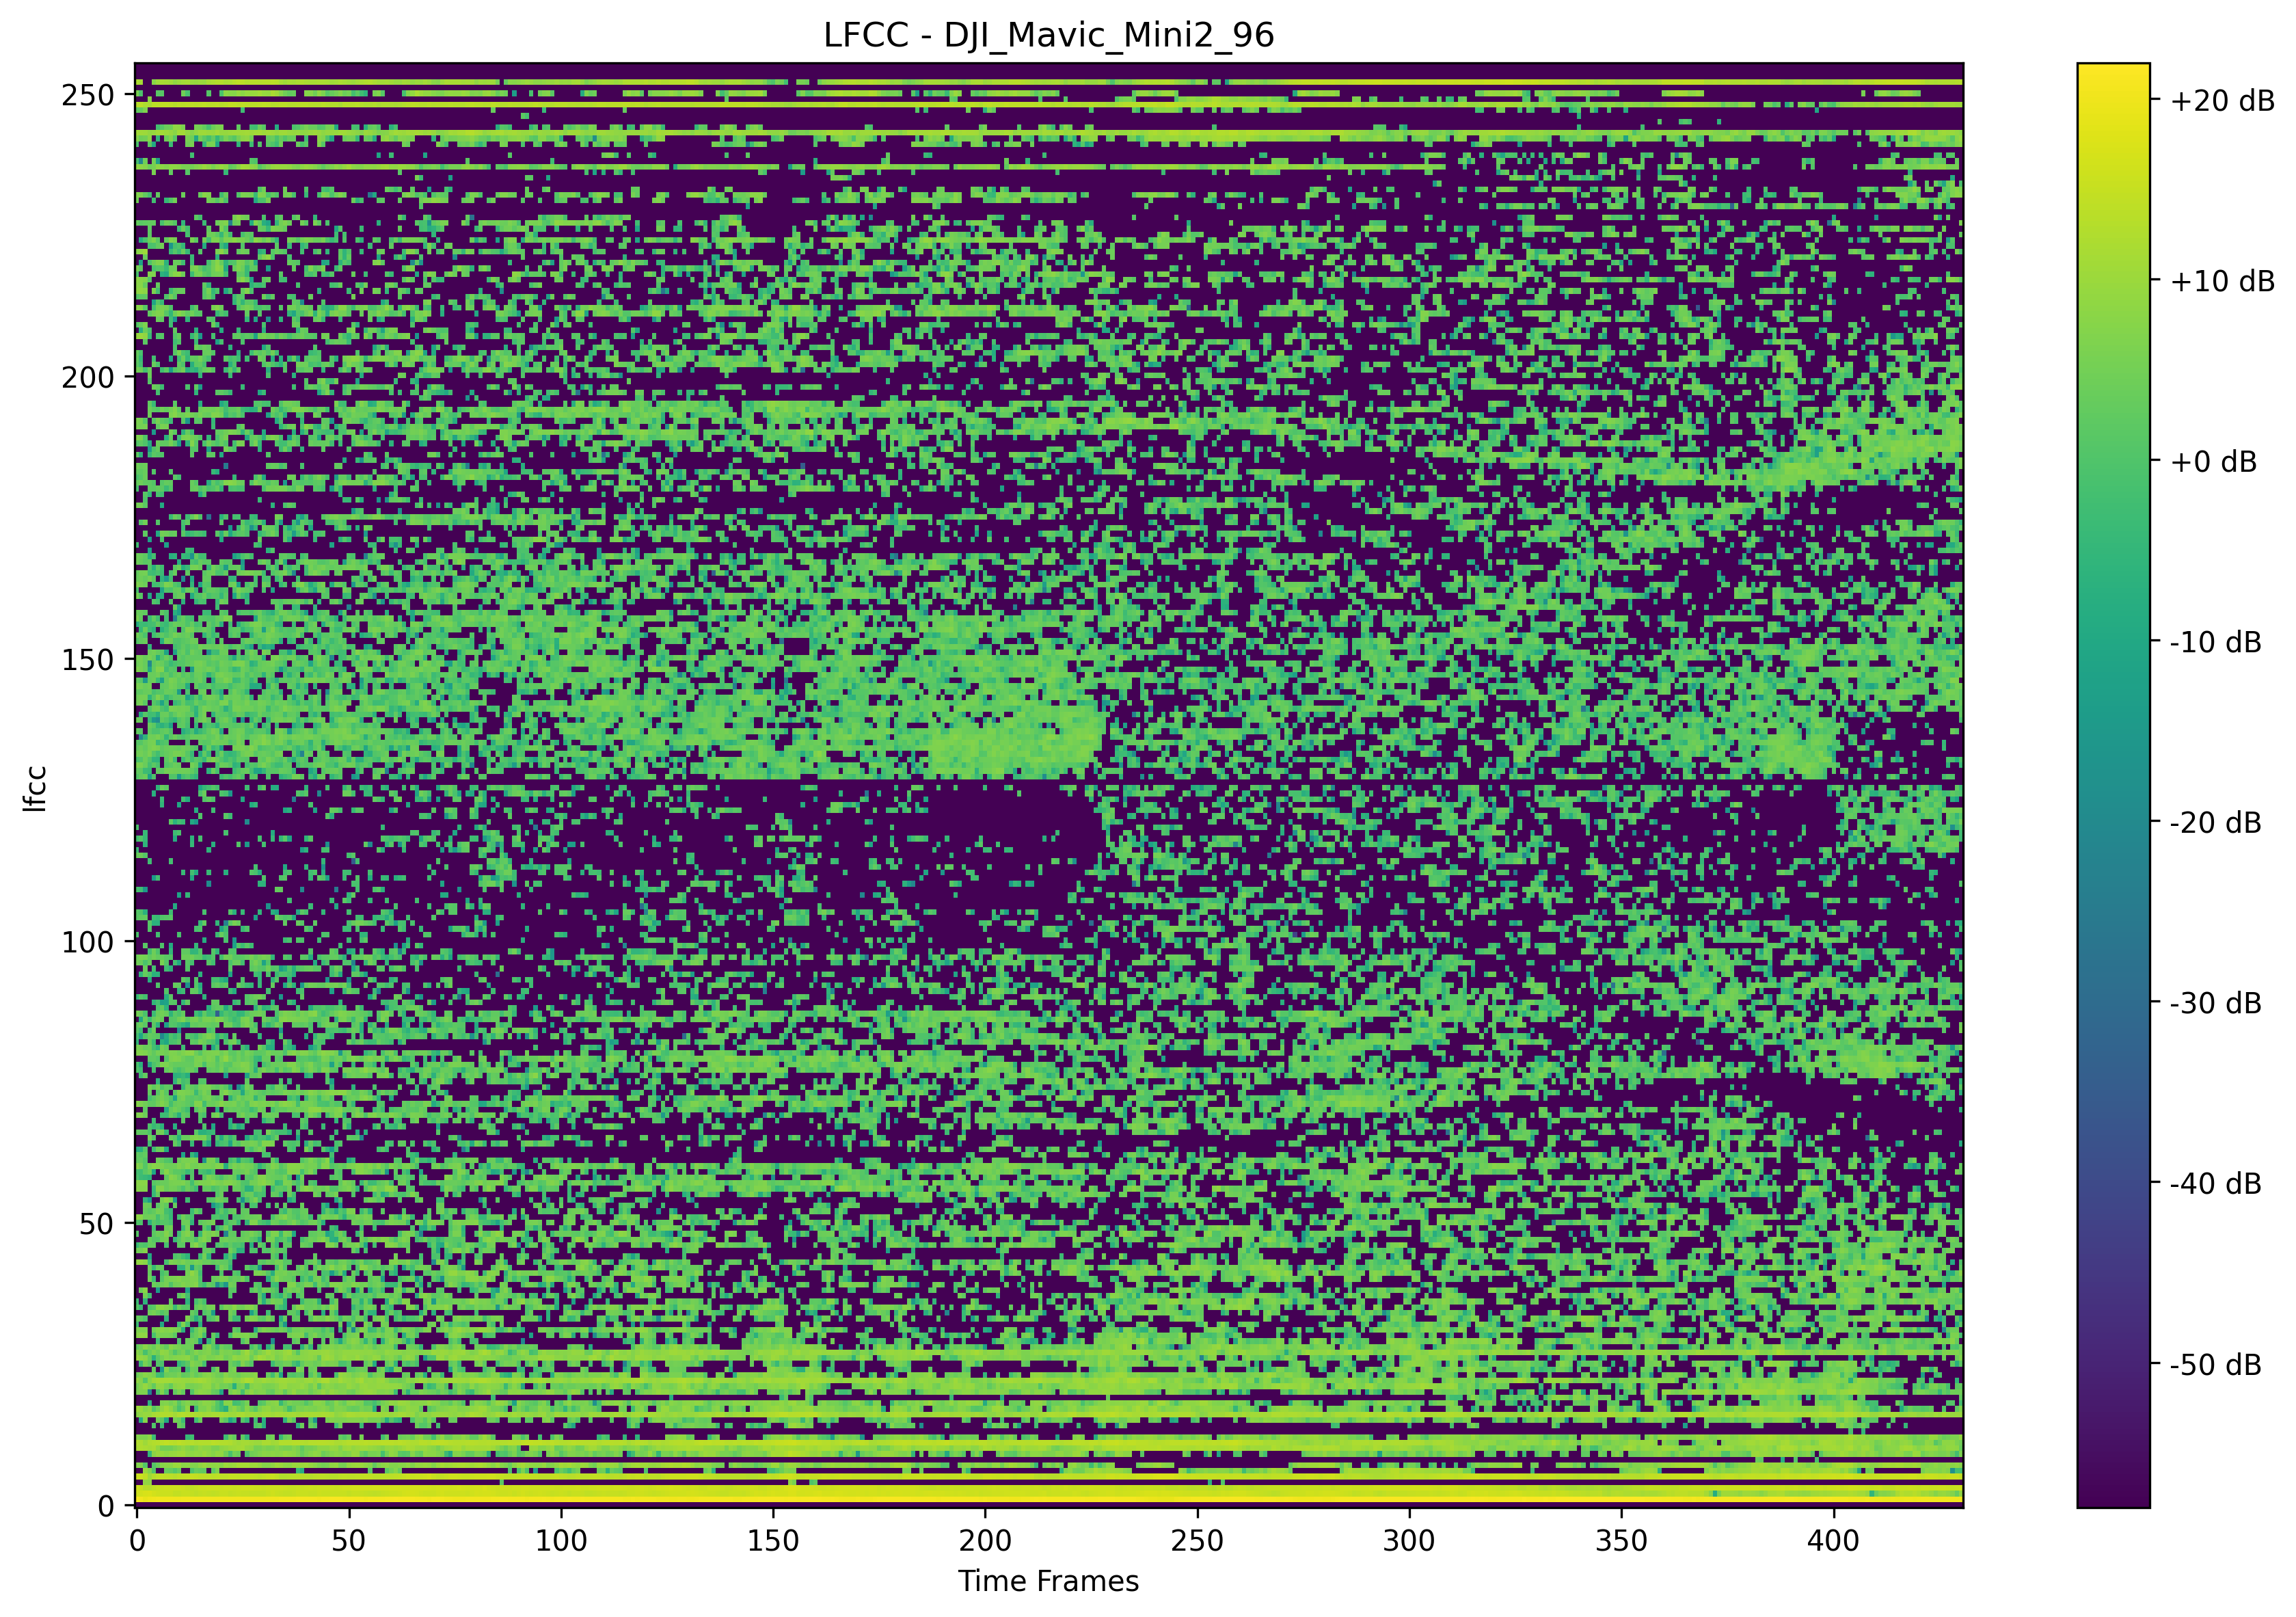 LFCC - DJI_Mavic_Mini2_96
250
200
150
100
50
0
lfcc
0 50 100 150 200 250 300 350 400
Time Frames
+20 dB
+10 dB
+0 dB
-10 dB
-20 dB
-30 dB
-40 dB
-50 dB